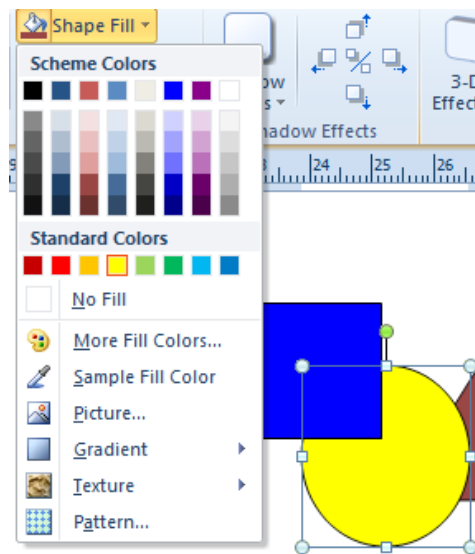 Shape Fill
Scheme Colors
Shadow Effects
3-D
Effect
24 25 26
Standard Colors
No Fill
More Fill Colors...
Sample Fill Color
Picture...
Gradient
Texture
Pattern...